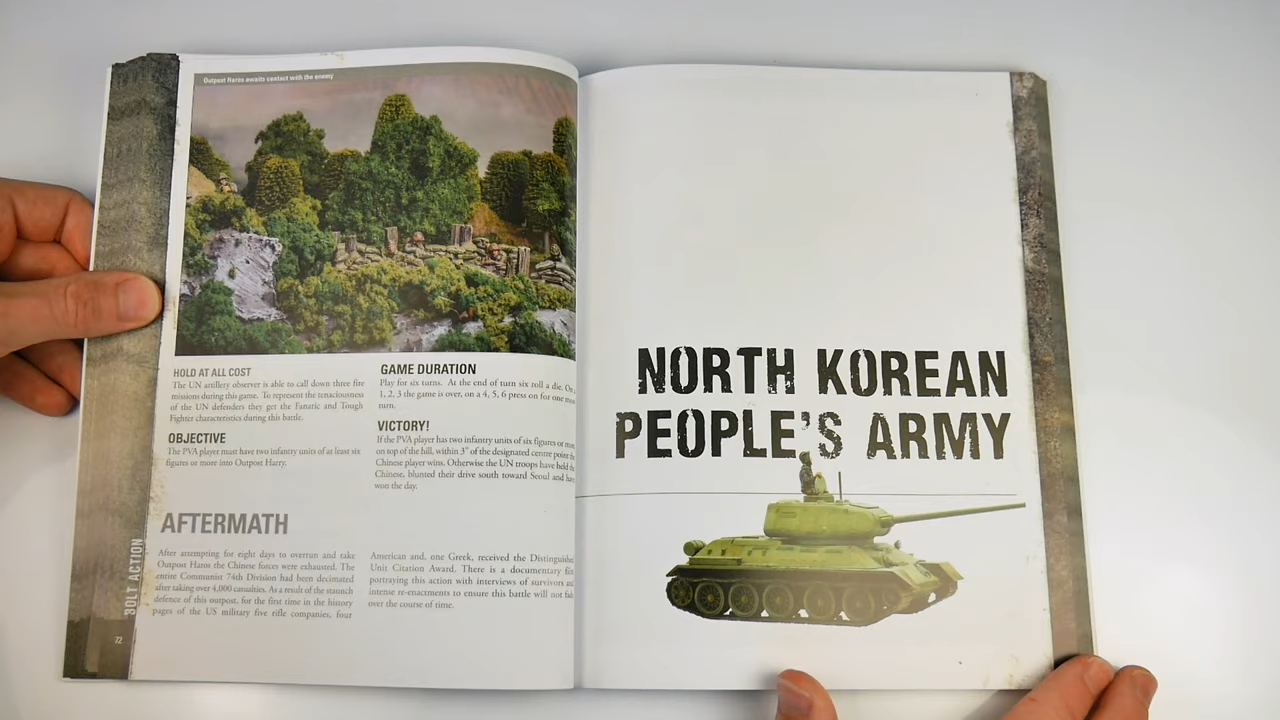 Outpost Haros awaits contact with the enemy
HOLD AT ALL COST
The UN artillery observer is able to call down three fire
missions during this game. To represent the tenaciousness
of the UN defenders they get the Fanatic and Tough
Fighter characteristics during this battle.
OBJECTIVE
The PVA player must have two infantry units of at least six
figures or more into Outpost Harry.
GAME DURATION
Play for six turns. At the end of turn six roll a die. On
1, 2, 3 the game is over, on a 4, 5, 6 press on for one more
turn.
VICTORY!
If the PVA player has two infantry units of six figures or more
on top of the hill, within 3" of the designated centre point the
Chinese player wins. Otherwise the UN troops have held the
Chinese, blunted their drive south toward Seoul and have
won the day.
AFTERMATH
After attempting for eight days to overrun and take
Outpost Haros the Chinese forces were exhausted. The
entire Communist 74th Division had been decimated
after taking over 4,000 casualties. As a result of the staunch
defence of this outpost, for the first time in the history
pages of the US military five rifle companies, four
American and, one Greek, received the Distinguished
Unit Citation Award. There is a documentary film
portraying this action with interviews of survivors and
intense re-enactments to ensure this battle will not fade
over the course of time.
BOLT ACTION
72
NORTH KOREAN
PEOPLE'S ARMY